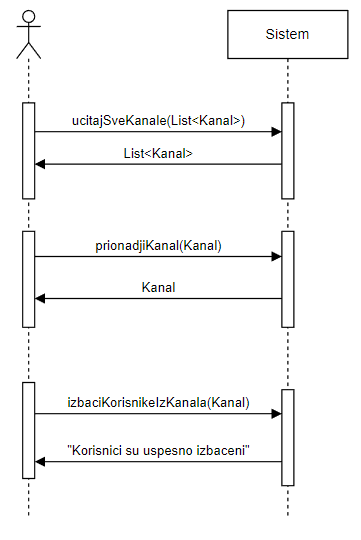 Sistem
ucitajSveKanale(List<Kanal>)
List<Kanal>
prionadjiKanal(Kanal)
Kanal
izbaciKorisnikeIzKanala(Kanal)
"Korisnici su uspesno izbaceni"